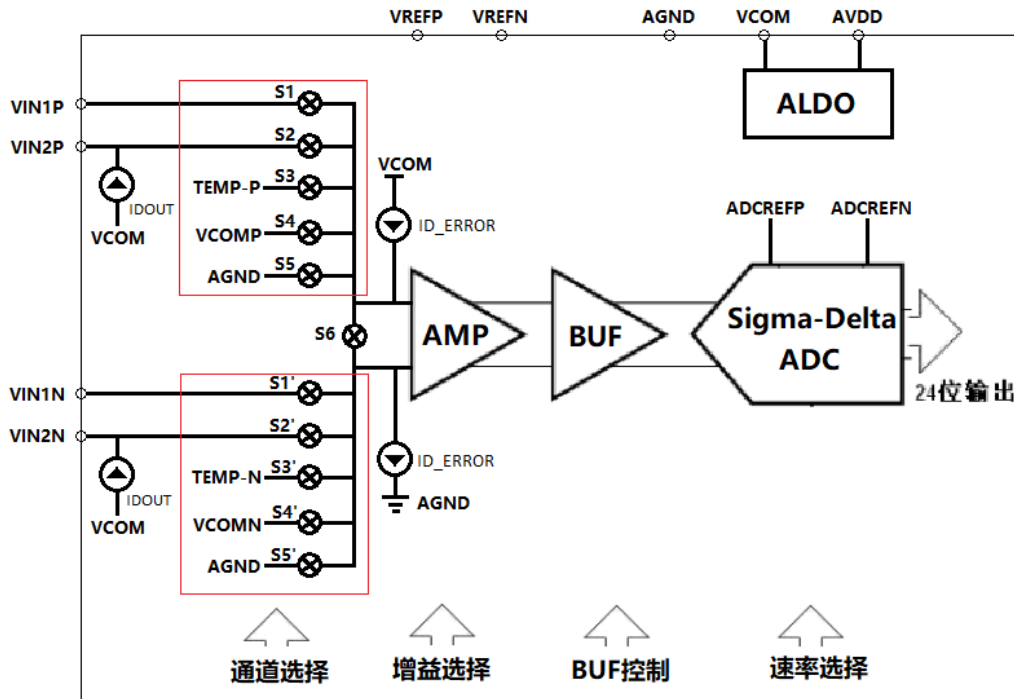 VREFP VREFN AGND VCOM AVDD
ALDO
VIN1P S1
VIN2P S2
IDOUT
VCOM
TEMP-P S3
VCOMP S4
AGND S5
VCOM
ID_ERROR
ADCREFP ADCREFN
S6
AMP
BUF
Sigma-Delta
ADC
24位输出
VIN1N S1'
VIN2N S2'
IDOUT
VCOM
TEMP-N S3'
VCOMN S4'
AGND S5'
ID_ERROR
AGND
通道选择 增益选择 BUF控制 速率选择